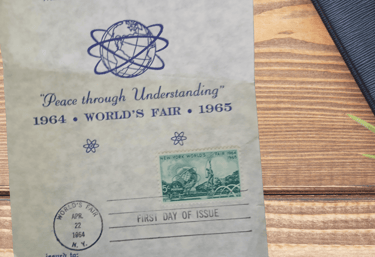 "Peace through Understanding"
1964 • WORLD'S FAIR • 1965
NEW YORK WORLD'S FAIR
WORLD'S FAIR
APR.
22
1964
N. Y.
FIRST DAY OF ISSUE